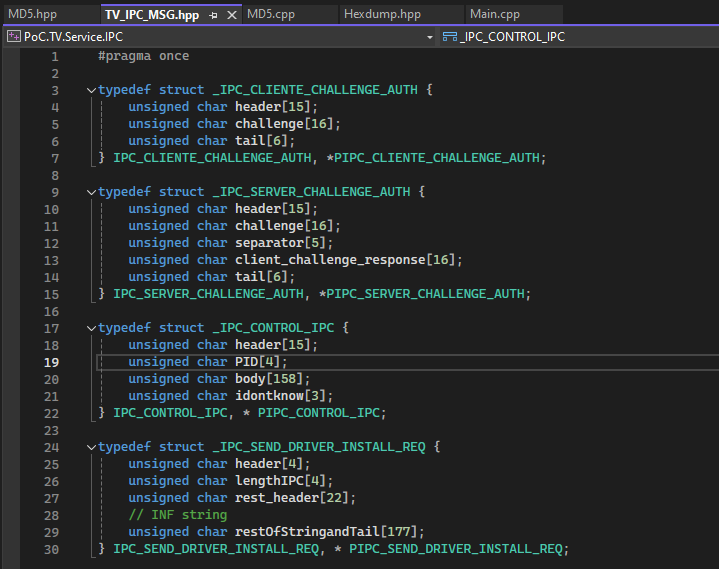 MD5.hpp TV_IPC_MSG.hpp MD5.cpp Hexdump.hpp Main.cpp
PoC.TV.Service.IPC _IPC_CONTROL_IPC
1 #pragma once
2
3 typedef struct _IPC_CLIENTE_CHALLENGE_AUTH {
4 unsigned char header[15];
5 unsigned char challenge[16];
6 unsigned char tail[6];
7 } IPC_CLIENTE_CHALLENGE_AUTH, *PIPC_CLIENTE_CHALLENGE_AUTH;
8
9 typedef struct _IPC_SERVER_CHALLENGE_AUTH {
10 unsigned char header[15];
11 unsigned char challenge[16];
12 unsigned char separator[5];
13 unsigned char client_challenge_response[16];
14 unsigned char tail[6];
15 } IPC_SERVER_CHALLENGE_AUTH, *PIPC_SERVER_CHALLENGE_AUTH;
16
17 typedef struct _IPC_CONTROL_IPC {
18 unsigned char header[15];
19 unsigned char PID[4];
20 unsigned char body[158];
21 unsigned char idontknow[3];
22 } IPC_CONTROL_IPC, * PIPC_CONTROL_IPC;
23
24 typedef struct _IPC_SEND_DRIVER_INSTALL_REQ {
25 unsigned char header[4];
26 unsigned char lengthIPC[4];
27 unsigned char rest_header[22];
28 // INF string
29 unsigned char restOfStringandTail[177];
30 } IPC_SEND_DRIVER_INSTALL_REQ, * PIPC_SEND_DRIVER_INSTALL_REQ;